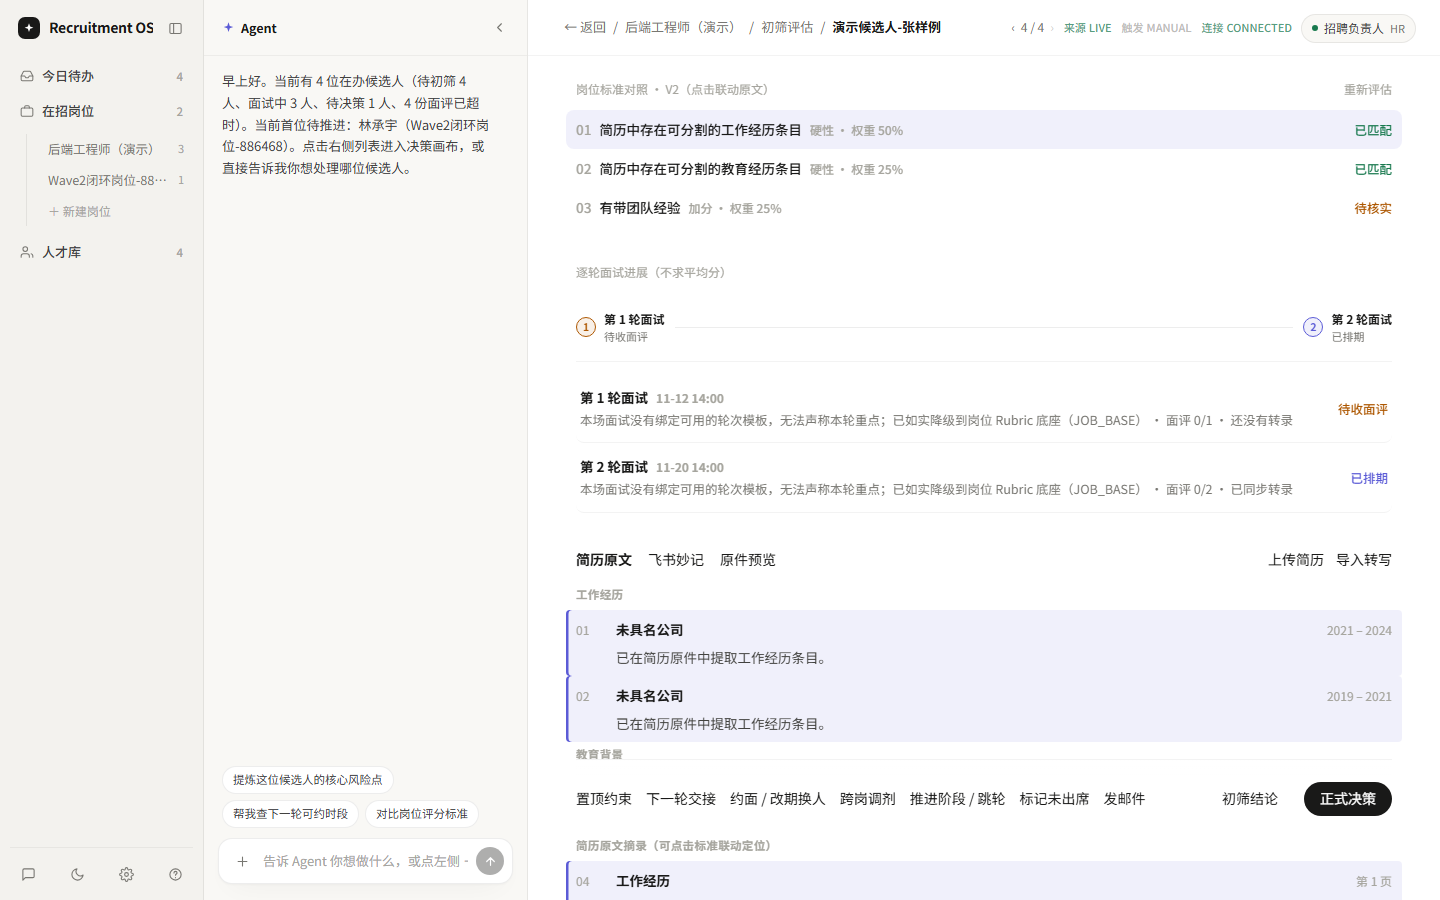 Recruitment OS
今日待办 4
在招岗位 2
后端工程师（演示） 3
Wave2闭环岗位-88··· 1
＋ 新建岗位
人才库 4
Agent
早上好。当前有 4 位在办候选人（待初筛 4
人、面试中 3 人、待决策 1 人、4 份面评已超
时）。当前首位待推进：林承宇（Wave2闭环岗
位-886468）。点击右侧列表进入决策画布，或
直接告诉我你想处理哪位候选人。
提炼这位候选人的核心风险点
帮我查下一轮可约时段 对比岗位评分标准
告诉 Agent 你想做什么，或点左侧
← 返回 / 后端工程师（演示） / 初筛评估 / 演示候选人-张样例
‹ 4 / 4 › 来源 LIVE 触发 MANUAL 连接 CONNECTED 招聘负责人 HR
岗位标准对照 · V2（点击联动原文） 重新评估
01 简历中存在可分割的工作经历条目 硬性 · 权重 50% 已匹配
02 简历中存在可分割的教育经历条目 硬性 · 权重 25% 已匹配
03 有带团队经验 加分 · 权重 25% 待核实
逐轮面试进展（不求平均分）
1 第 1 轮面试 2 第 2 轮面试
待收面评 已排期
第 1 轮面试 11-12 14:00
本场面试没有绑定可用的轮次模板，无法声称本轮重点；已如实降级到岗位 Rubric 底座（JOB_BASE） · 面评 0/1 · 还没有转录 待收面评
第 2 轮面试 11-20 14:00
本场面试没有绑定可用的轮次模板，无法声称本轮重点；已如实降级到岗位 Rubric 底座（JOB_BASE） · 面评 0/2 · 已同步转录 已排期
简历原文 飞书妙记 原件预览 上传简历 导入转写
工作经历
01 未具名公司 2021 – 2024
已在简历原件中提取工作经历条目。
02 未具名公司 2019 – 2021
已在简历原件中提取工作经历条目。
教育背景
置顶约束 下一轮交接 约面 / 改期换人 跨岗调剂 推进阶段 / 跳轮 标记未出席 发邮件 初筛结论 正式决策
简历原文摘录（可点击标准联动定位）
04 工作经历 第 1 页